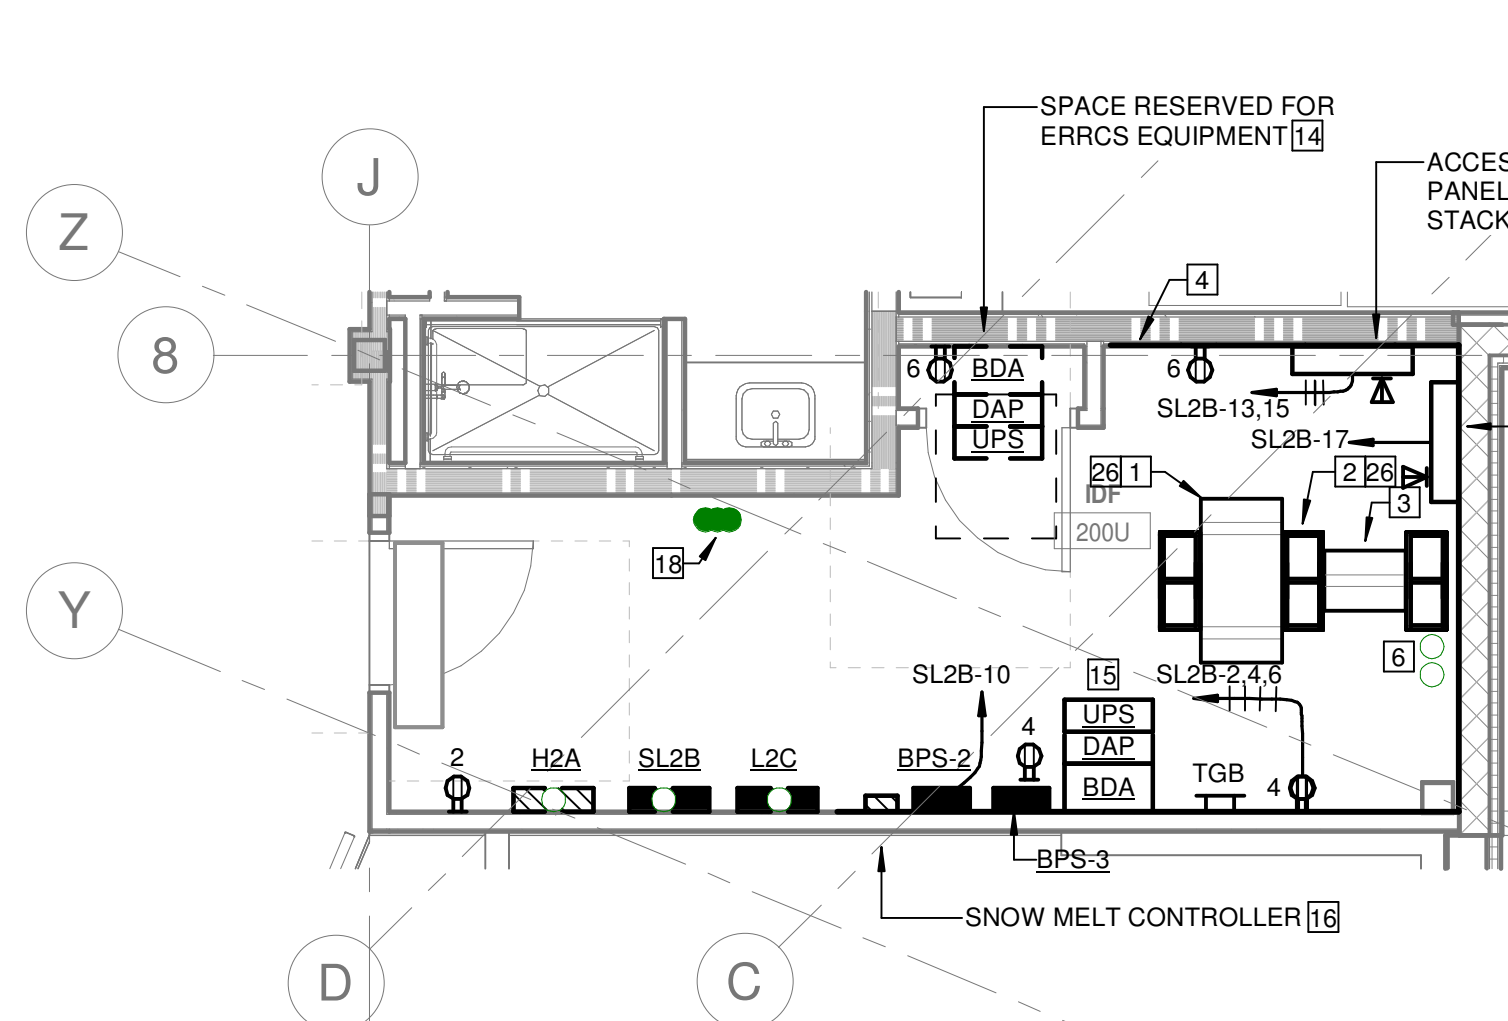 SPACE RESERVED FOR
ERRCS EQUIPMENT 14
ACCES
PANEL
STACK
J
Z
8
4
6
BDA
6
DAP
UPS
SL2B-13,15
SL2B-17
26 1
2 26
IDF
3
200U
18
Y
6
SL2B-10
15
SL2B-2,4,6
UPS
4
2
H2A
SL2B
L2C
BPS-2
DAP
TGB
BDA
4
BPS-3
SNOW MELT CONTROLLER 16
D
C